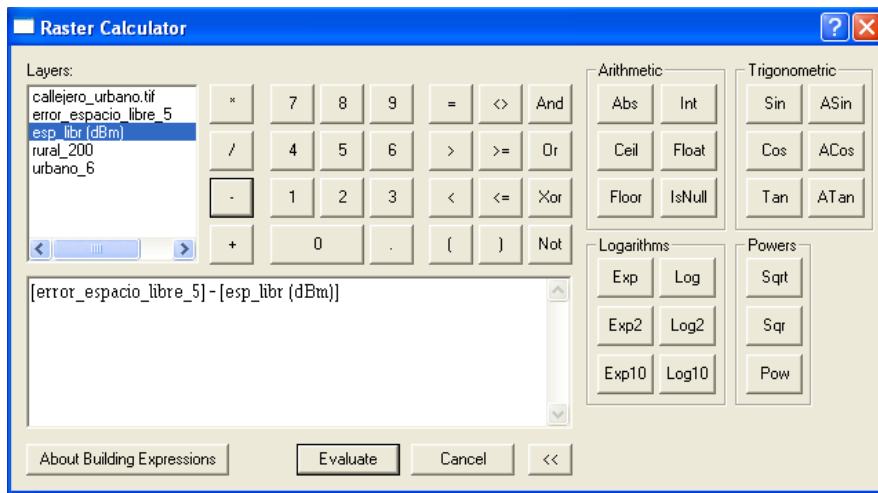 Raster Calculator
Layers:
callejero_urbano.tif
error_espacio_libre_5
esp_libr (dBm)
rural_200
urbano_6
* 7 8 9 = <> And
/ 4 5 6 > >= Or
- 1 2 3 < <= Xor
+ 0 . ( ) Not
Arithmetic
Abs Int
Ceil Float
Floor IsNull
Trigonometric
Sin ASin
Cos ACos
Tan ATan
Logarithms
Exp Log
Exp2 Log2
Exp10 Log10
Powers
Sqrt
Sqr
Pow
[error_espacio_libre_5] - [esp_libr (dBm)]
About Building Expressions Evaluate Cancel <<